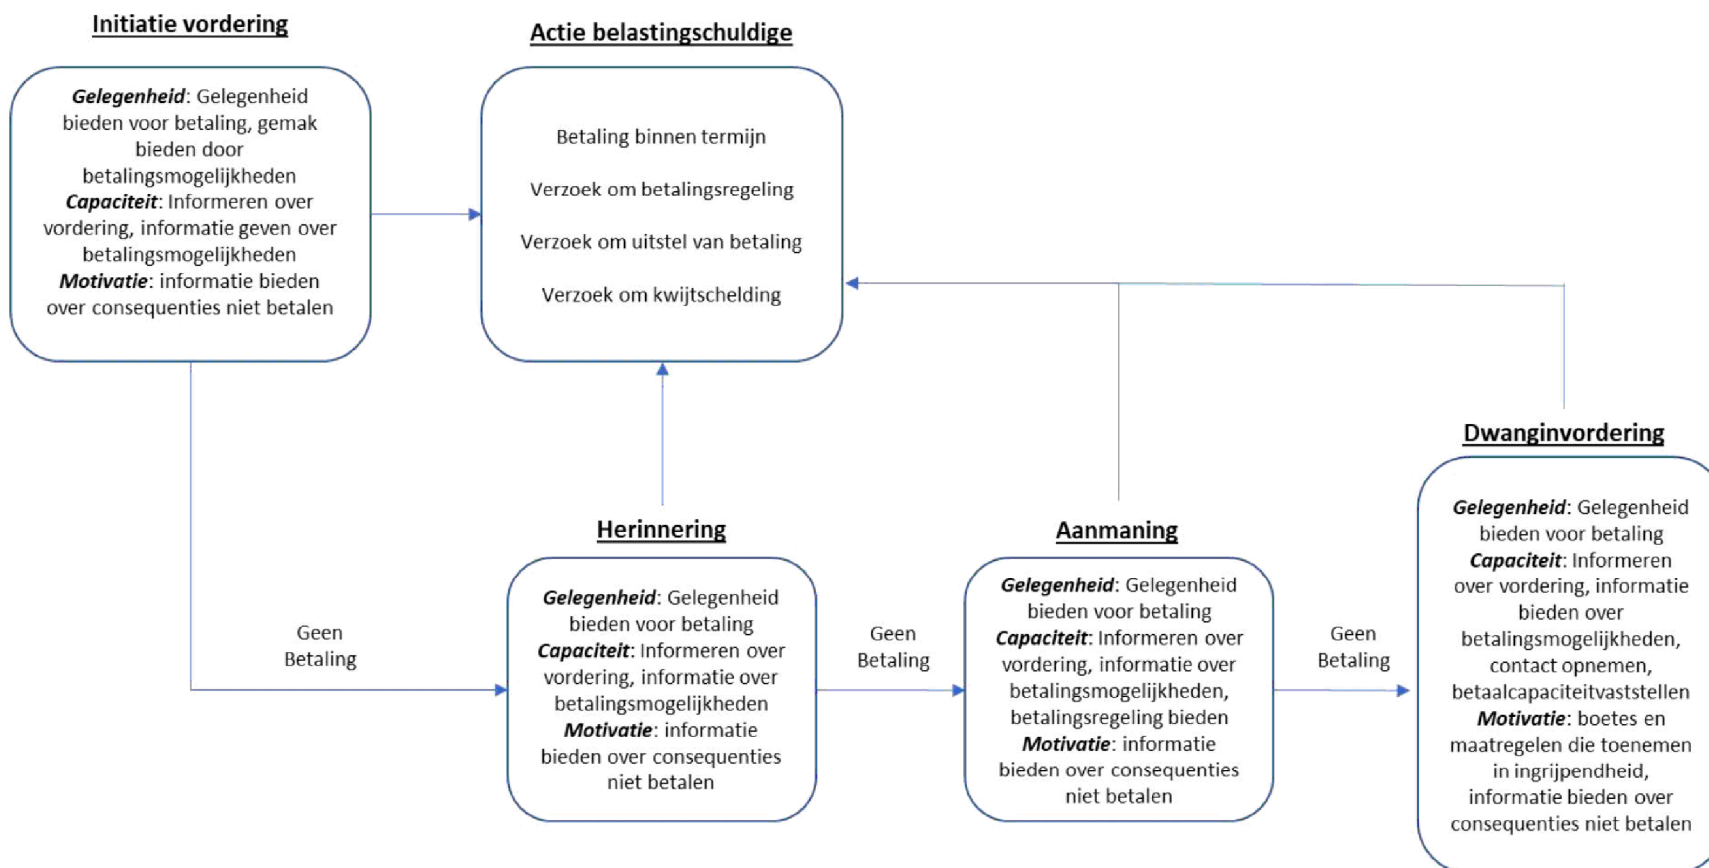 Initiatie vordering
Gelegenheid: Gelegenheid
bieden voor betaling, gemak
bieden door
betalingsmogelijkheden
Capaciteit: Informeren over
vordering, informatie geven over
betalingsmogelijkheden
Motivatie: informatie bieden
over consequenties niet betalen
Actie belastingschuldige
Betaling binnen termijn
Verzoek om betalingsregeling
Verzoek om uitstel van betaling
Verzoek om kwijtschelding
Geen
Betaling
Herinnering
Gelegenheid: Gelegenheid
bieden voor betaling
Capaciteit: Informeren over
vordering, informatie over
betalingsmogelijkheden
Motivatie: informatie
bieden over consequenties
niet betalen
Geen
Betaling
Aanmaning
Gelegenheid: Gelegenheid
bieden voor betaling
Capaciteit: Informeren over
vordering, informatie over
betalingsmogelijkheden,
betalingsregeling bieden
Motivatie: informatie
bieden over consequenties
niet betalen
Geen
Betaling
Dwanginvordering
Gelegenheid: Gelegenheid
bieden voor betaling
Capaciteit: Informeren
over vordering, informatie
bieden over
betalingsmogelijkheden,
contact opnemen,
betaalcapaciteitvaststellen
Motivatie: boetes en
maatregelen die toenemen
in ingrijpendheid,
informatie bieden over
consequenties niet betalen